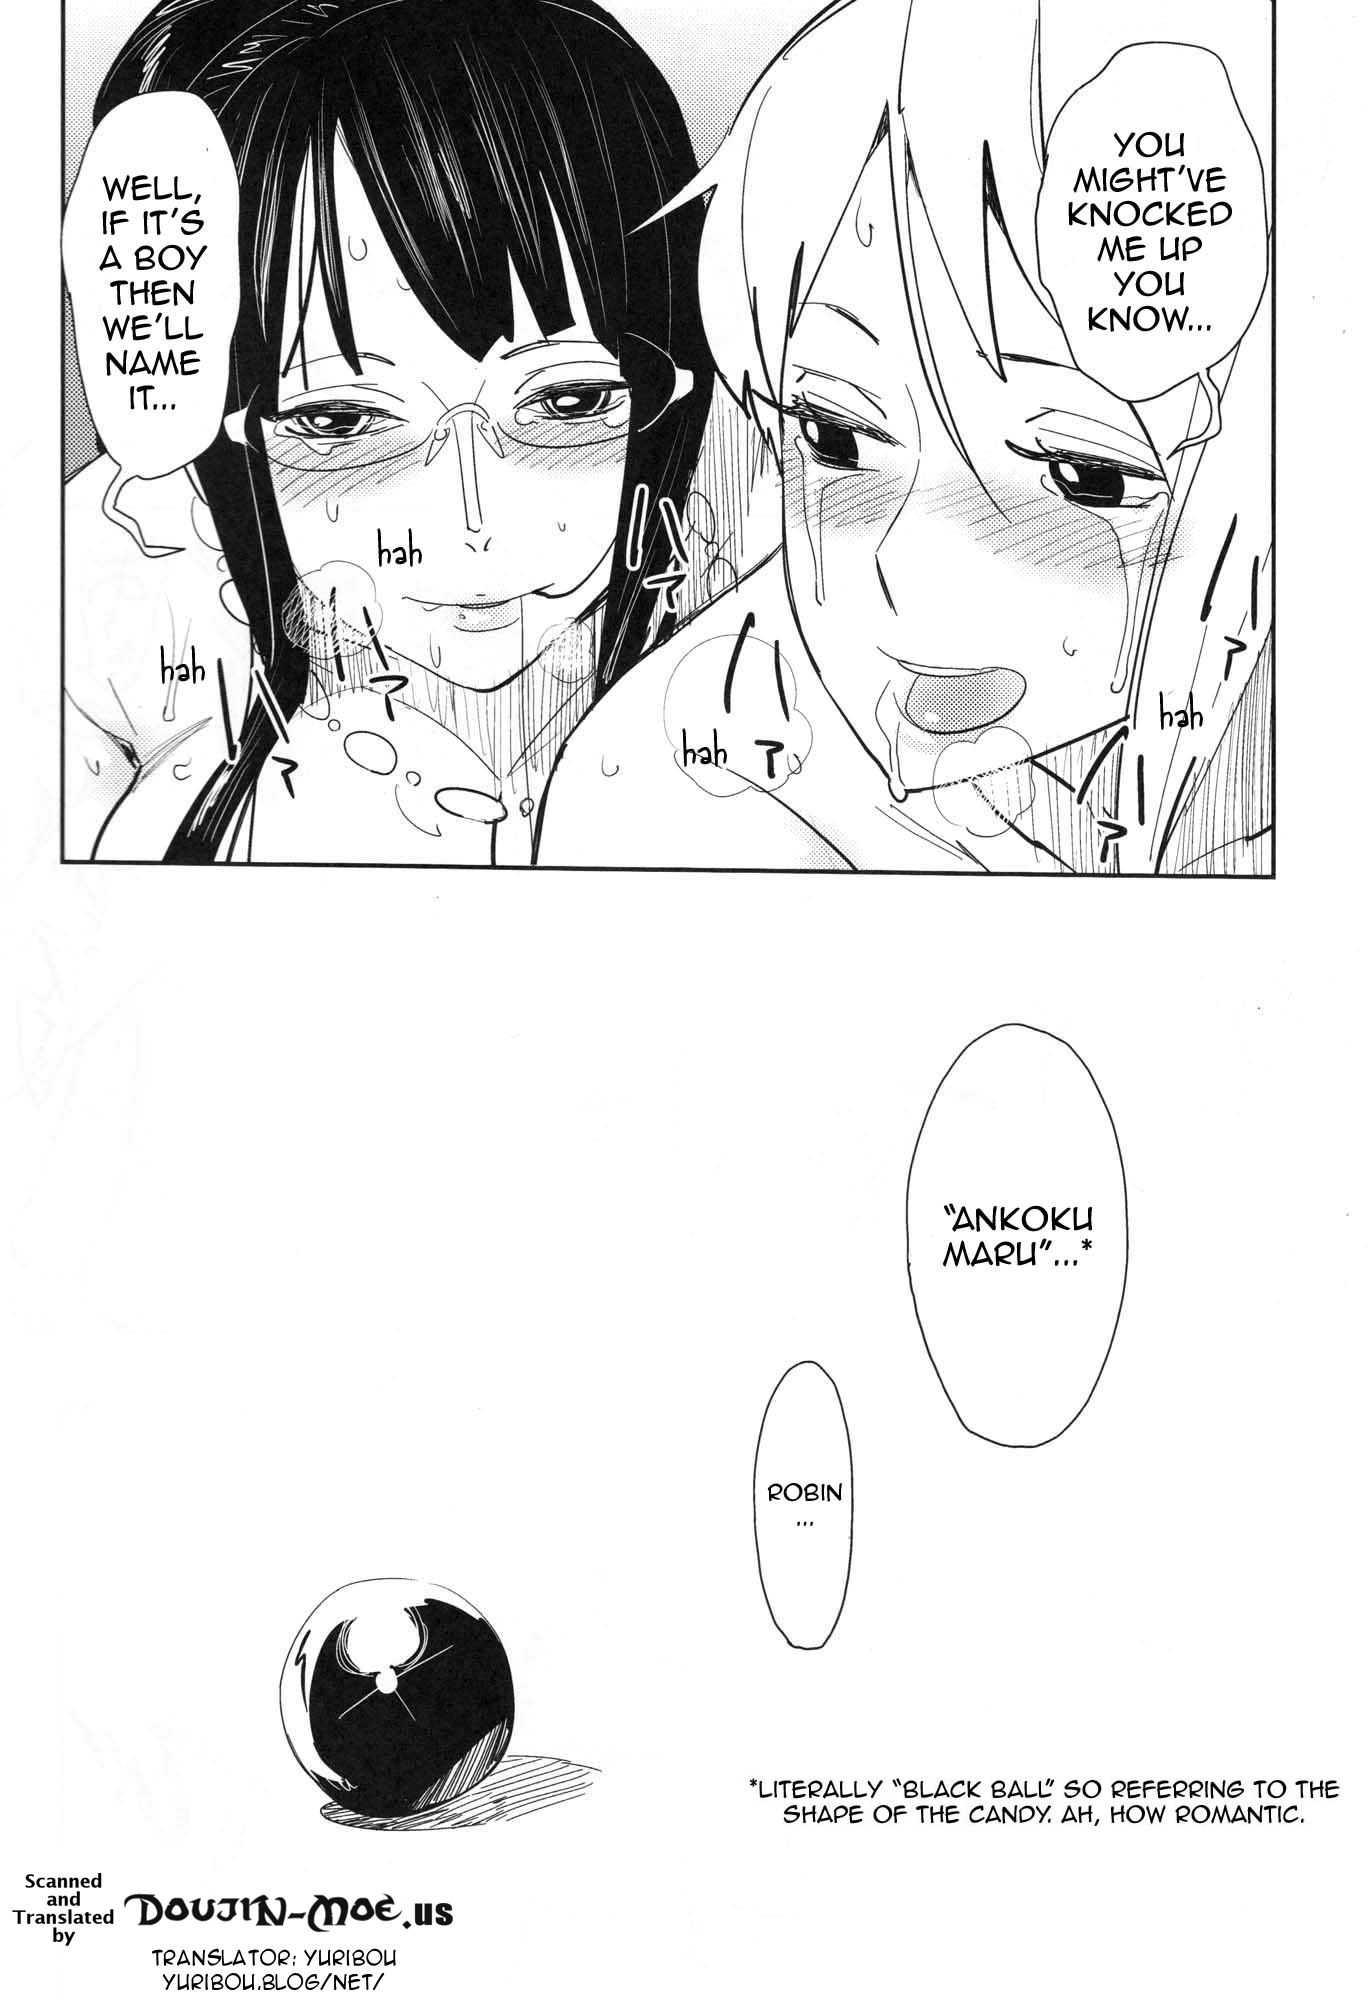 YOU
MIGHT'VE
KNOCKED
ME UP
YOU
KNOW...
WELL,
IF IT'S
A BOY
THEN
WE'LL
NAME
IT...
hah
hah
hah
hah
"ANKOKU
MARU"...*
ROBIN
...
*LITERALLY "BLACK BALL" SO REFERRING TO THE
SHAPE OF THE CANDY. AH, HOW ROMANTIC.
Scanned
and
Translated
by
DOUJIN-MOE.us
TRANSLATOR: YURIBOU
YURIBOU.BLOG/NET/